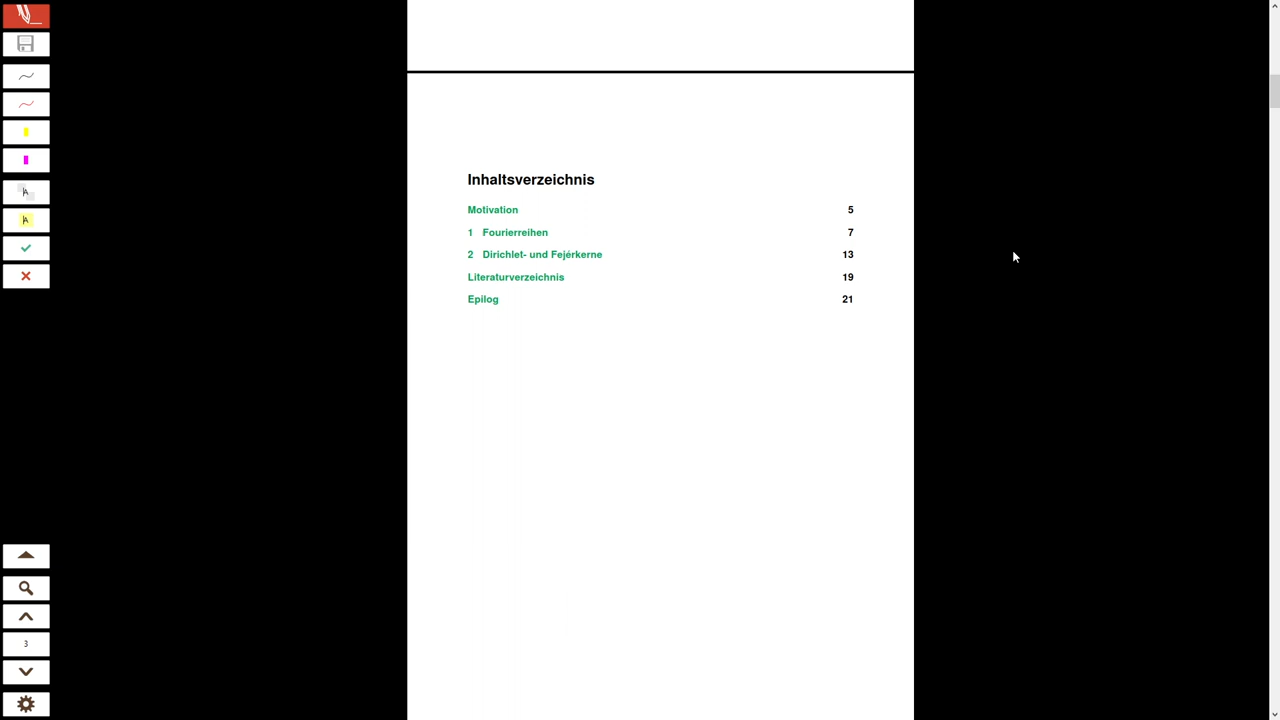 Inhaltsverzeichnis
Motivation 5
1 Fourierreihen 7
2 Dirichlet- und Fejérkerne 13
Literaturverzeichnis 19
Epilog 21
A
A
3